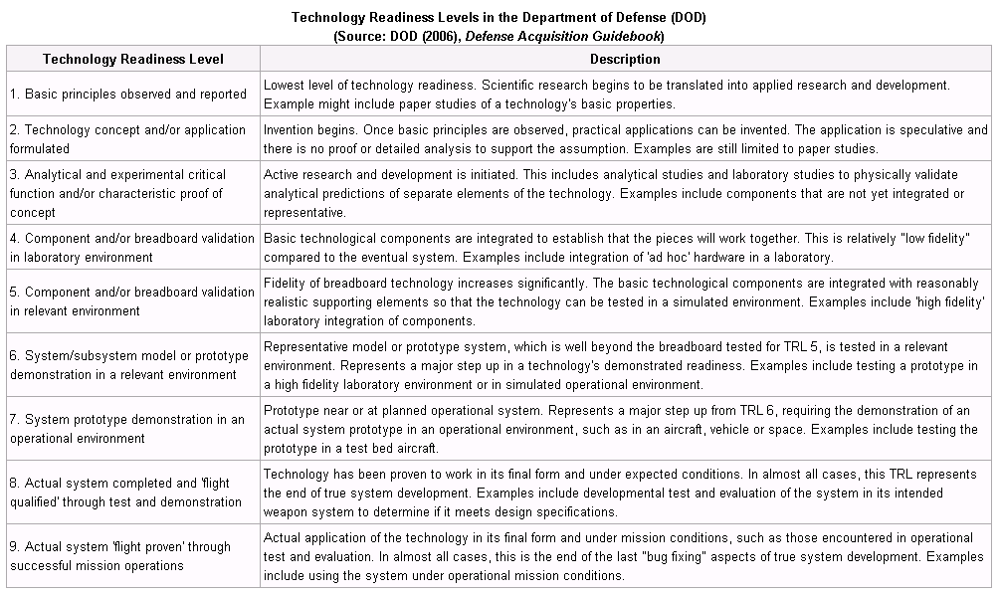 Technology Readiness Levels in the Department of Defense (DOD)
(Source: DOD (2006), Defense Acquisition Guidebook)
Technology Readiness Level
Description
1. Basic principles observed and reported
Lowest level of technology readiness. Scientific research begins to be translated into applied research and development.
Example might include paper studies of a technology's basic properties.
2. Technology concept and/or application
formulated
Invention begins. Once basic principles are observed, practical applications can be invented. The application is speculative and
there is no proof or detailed analysis to support the assumption. Examples are still limited to paper studies.
3. Analytical and experimental critical
function and/or characteristic proof of
concept
Active research and development is initiated. This includes analytical studies and laboratory studies to physically validate
analytical predictions of separate elements of the technology. Examples include components that are not yet integrated or
representative.
4. Component and/or breadboard validation
in laboratory environment
Basic technological components are integrated to establish that the pieces will work together. This is relatively "low fidelity"
compared to the eventual system. Examples include integration of 'ad hoc' hardware in a laboratory.
5. Component and/or breadboard validation
in relevant environment
Fidelity of breadboard technology increases significantly. The basic technological components are integrated with reasonably
realistic supporting elements so that the technology can be tested in a simulated environment. Examples include 'high fidelity'
laboratory integration of components.
6. System/subsystem model or prototype
demonstration in a relevant environment
Representative model or prototype system, which is well beyond the breadboard tested for TRL 5, is tested in a relevant
environment. Represents a major step up in a technology's demonstrated readiness. Examples include testing a prototype in
a high fidelity laboratory environment or in simulated operational environment.
7. System prototype demonstration in an
operational environment
Prototype near or at planned operational system. Represents a major step up from TRL 6, requiring the demonstration of an
actual system prototype in an operational environment, such as in an aircraft, vehicle or space. Examples include testing the
prototype in a test bed aircraft.
8. Actual system completed and 'flight
qualified' through test and demonstration
Technology has been proven to work in its final form and under expected conditions. In almost all cases, this TRL represents
the end of true system development. Examples include developmental test and evaluation of the system in its intended
weapon system to determine if it meets design specifications.
9. Actual system 'flight proven' through
successful mission operations
Actual application of the technology in its final form and under mission conditions, such as those encountered in operational
test and evaluation. In almost all cases, this is the end of the last "bug fixing" aspects of true system development. Examples
include using the system under operational mission conditions.